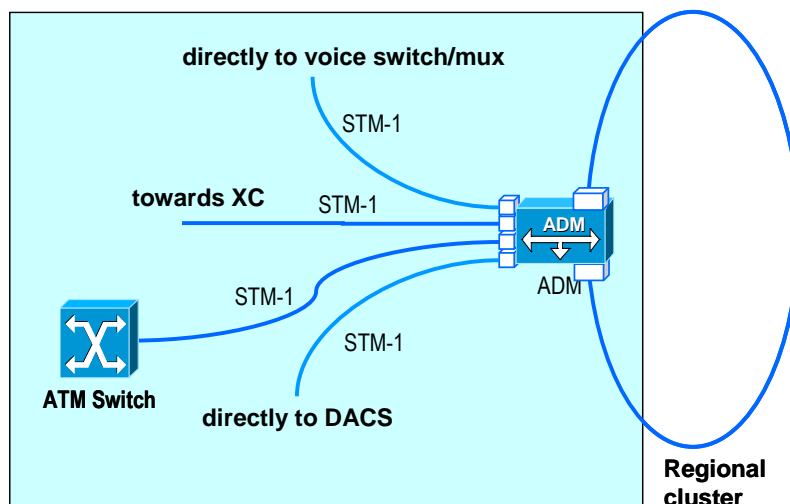 directly to voice switch/mux
STM-1
towards XC
STM-1
ADM
ADM
STM-1
STM-1
ATM Switch
directly to DACS
Regional
cluster